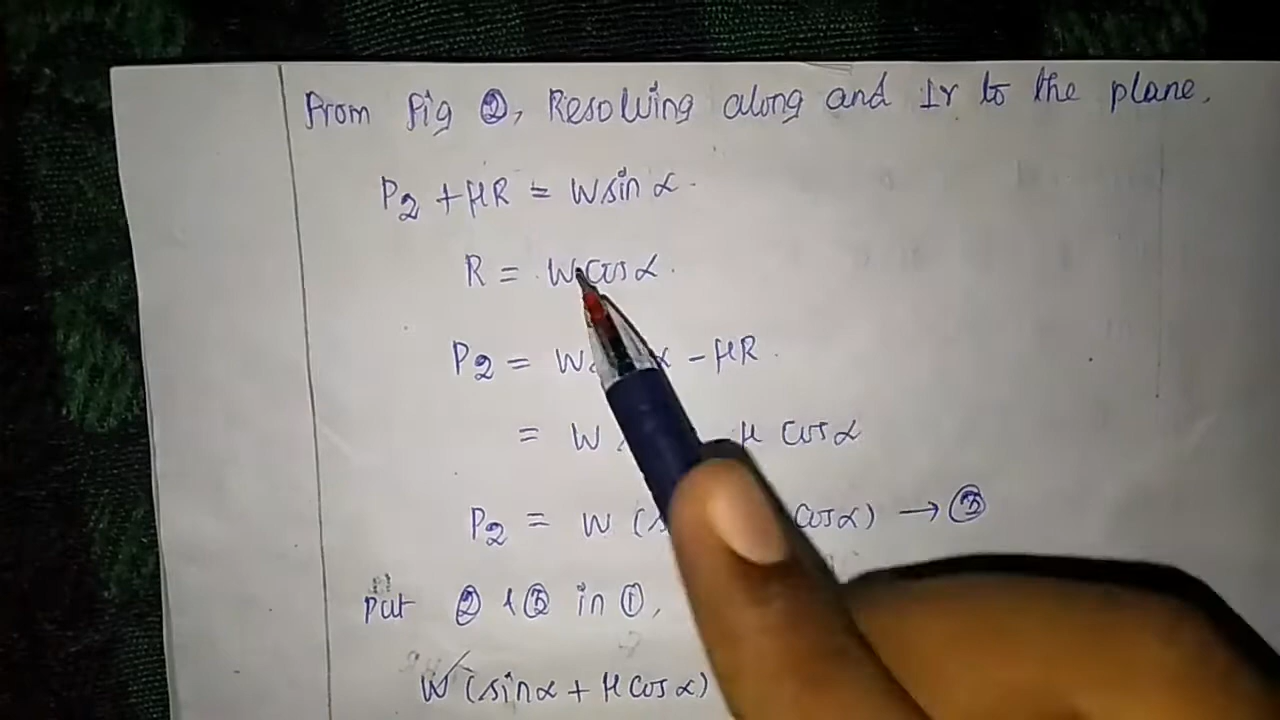 From Fig ②, Resolving along and ⊥r to the plane.
P2 + μR = W sin α.
R = W cos α.
P2 = W α - μR.
= W μ cos α
P2 = W ( cos α) → ③
Put ② & ③ in ①,
W (sin α + μ cos α)